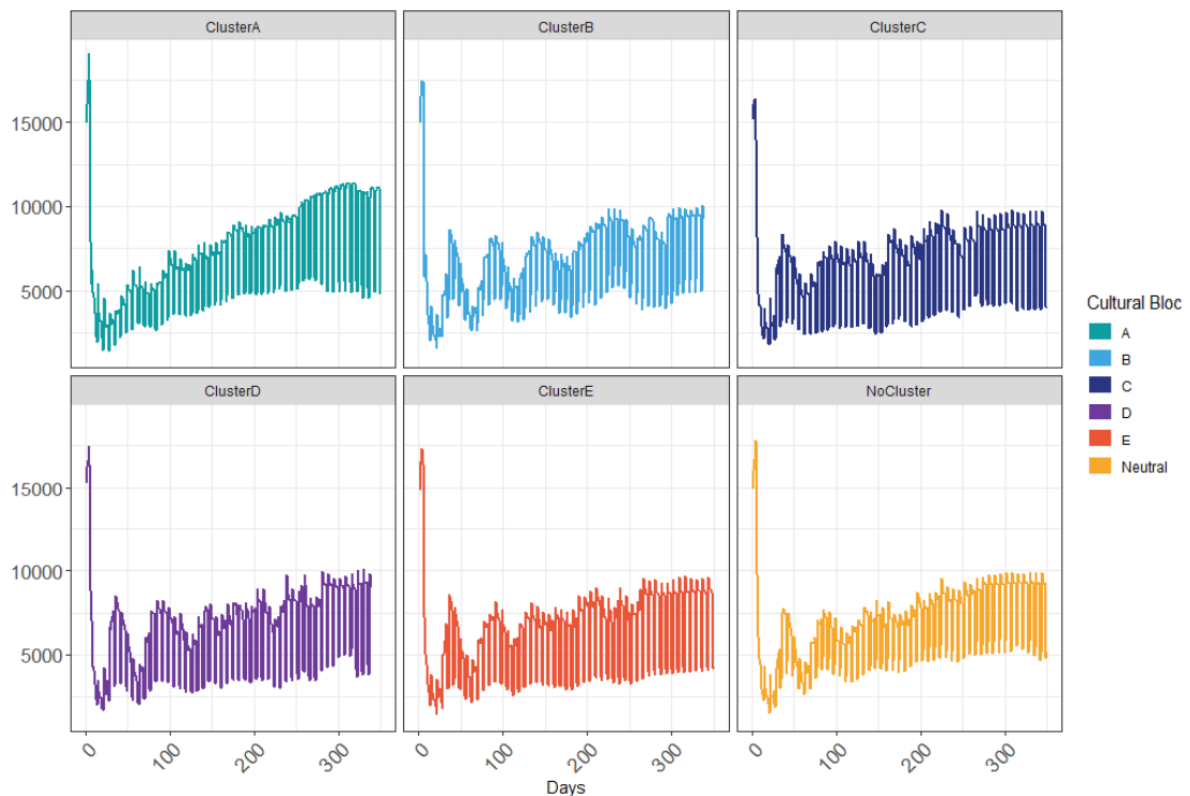 ClusterA
ClusterB
ClusterC
15000
10000
5000
ClusterD
ClusterE
NoCluster
15000
10000
5000
0
100
200
300
0
100
200
300
0
100
200
300
Days
Cultural Bloc
A
B
C
D
E
Neutral